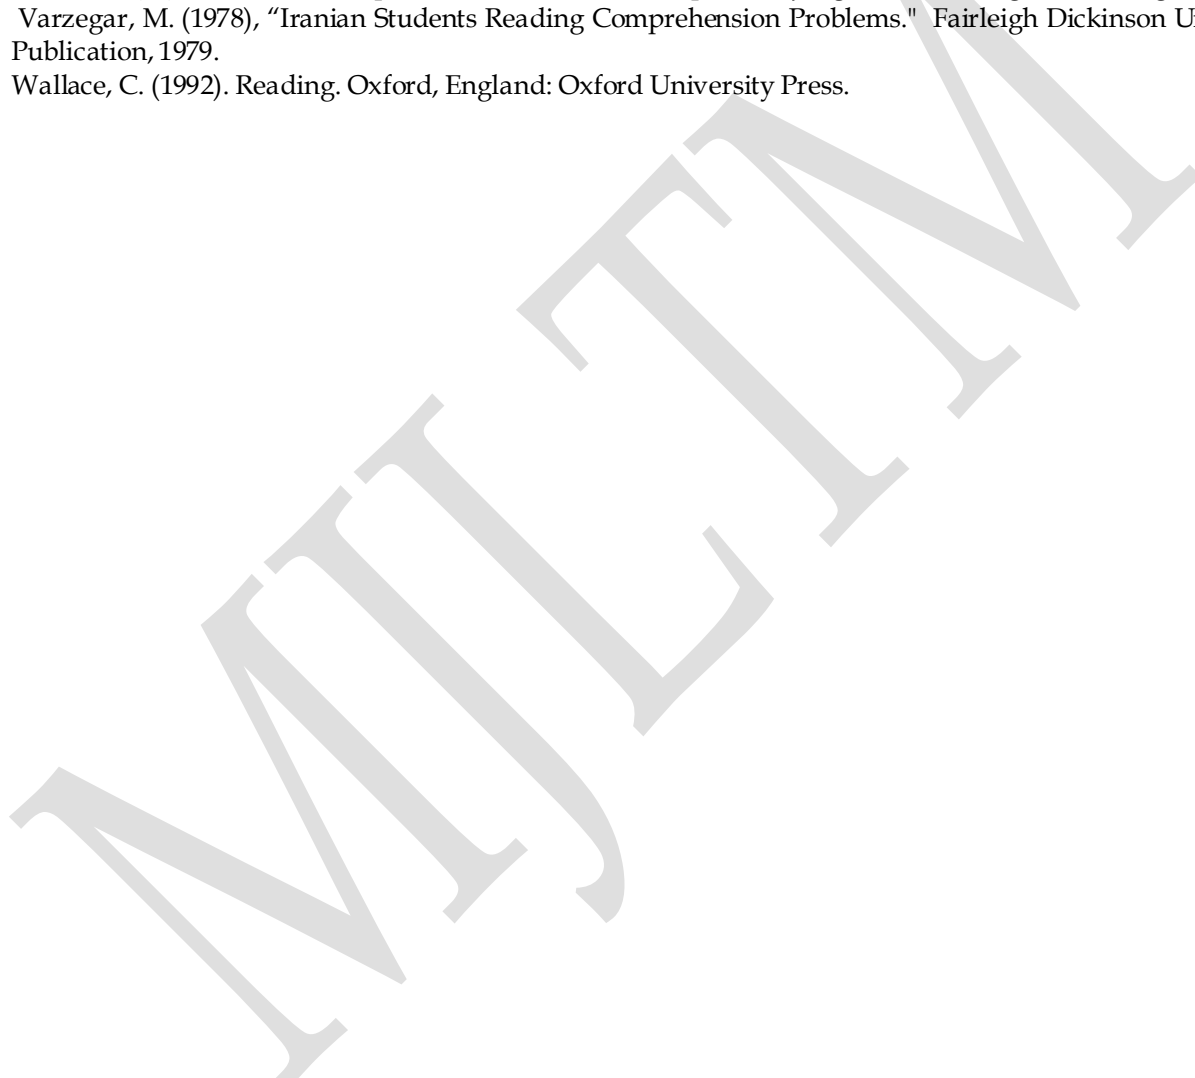 Varzegar, M. (1978), “Iranian Students Reading Comprehension Problems." Fairleigh Dickinson
Publication, 1979.
Wallace, C. (1992). Reading. Oxford, England: Oxford University Press.
MJLTM